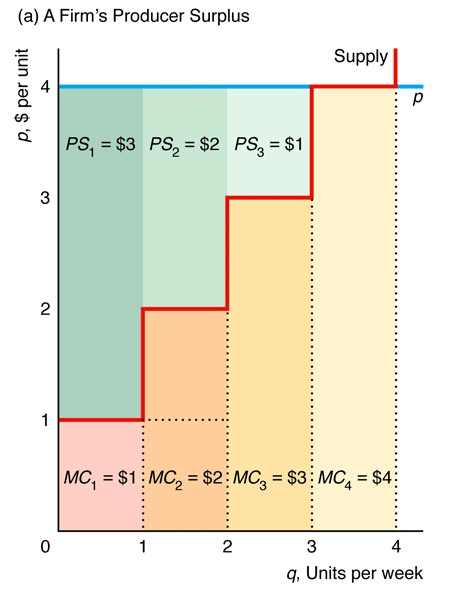 (a) A Firm's Producer Surplus
p, $ per unit
Supply
4
p
PS₁ = $3 PS₂ = $2 PS₃ = $1
3
2
1
MC₁ = $1 MC₂ = $2 MC₃ = $3 MC₄ = $4
0 1 2 3 4
q, Units per week